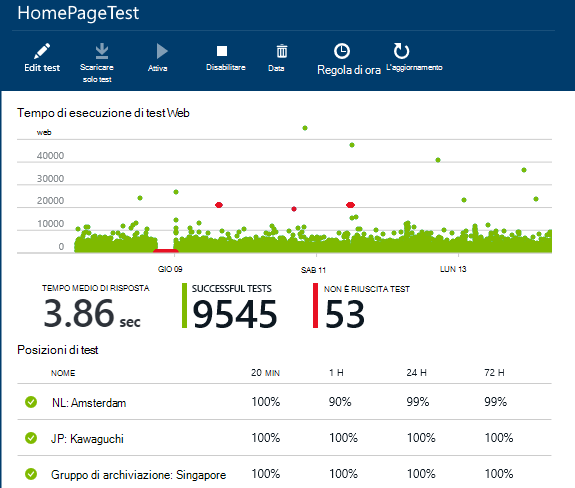 HomePageTest
Edit test
Scaricare
solo test
Attiva
Disabilitare
Data
Regola di ora
L'aggiornamento
Tempo di esecuzione di test Web
web
40000
30000
20000
10000
0
GIO 09 SAB 11 LUN 13
TEMPO MEDIO DI RISPOSTA SUCCESSFUL TESTS NON È RIUSCITA TEST
3.86 sec 9545 53
Posizioni di test
NOME 20 MIN 1 H 24 H 72 H
NL: Amsterdam 100% 90% 99% 99%
JP: Kawaguchi 100% 100% 100% 100%
Gruppo di archiviazione: Singapore 100% 100% 100% 100%